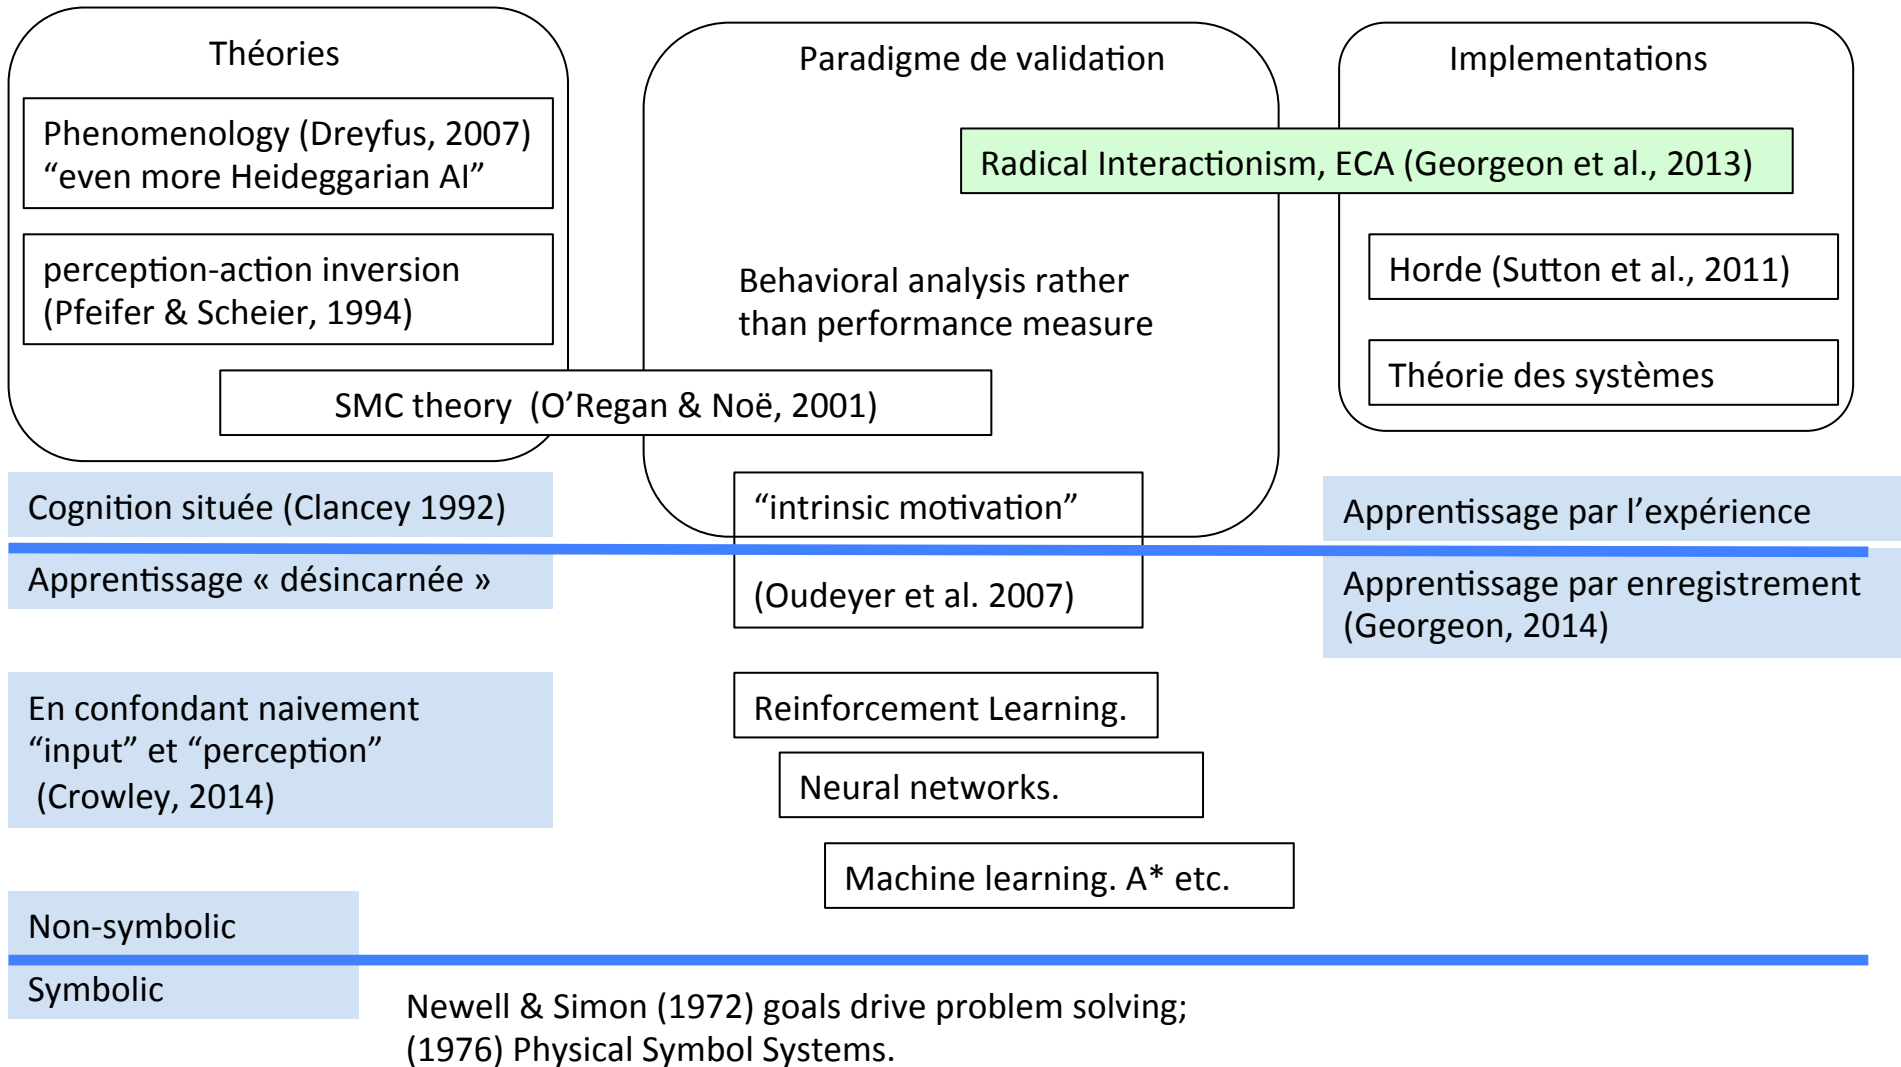 Théories
Phenomenology (Dreyfus, 2007)
“even more Heideggarian AI”
perception-action inversion
(Pfeifer & Scheier, 1994)
SMC theory (O’Regan & Noë, 2001)
Paradigme de validation
Behavioral analysis rather
than performance measure
Implementations
Radical Interactionism, ECA (Georgeon et al., 2013)
Horde (Sutton et al., 2011)
Théorie des systèmes
Cognition située (Clancey 1992)
Apprentissage « désincarnée »
“intrinsic motivation”
(Oudeyer et al. 2007)
Apprentissage par l’expérience
Apprentissage par enregistrement
(Georgeon, 2014)
En confondant naivement
“input” et “perception”
(Crowley, 2014)
Reinforcement Learning.
Neural networks.
Machine learning. A* etc.
Non-symbolic
Symbolic
Newell & Simon (1972) goals drive problem solving;
(1976) Physical Symbol Systems.